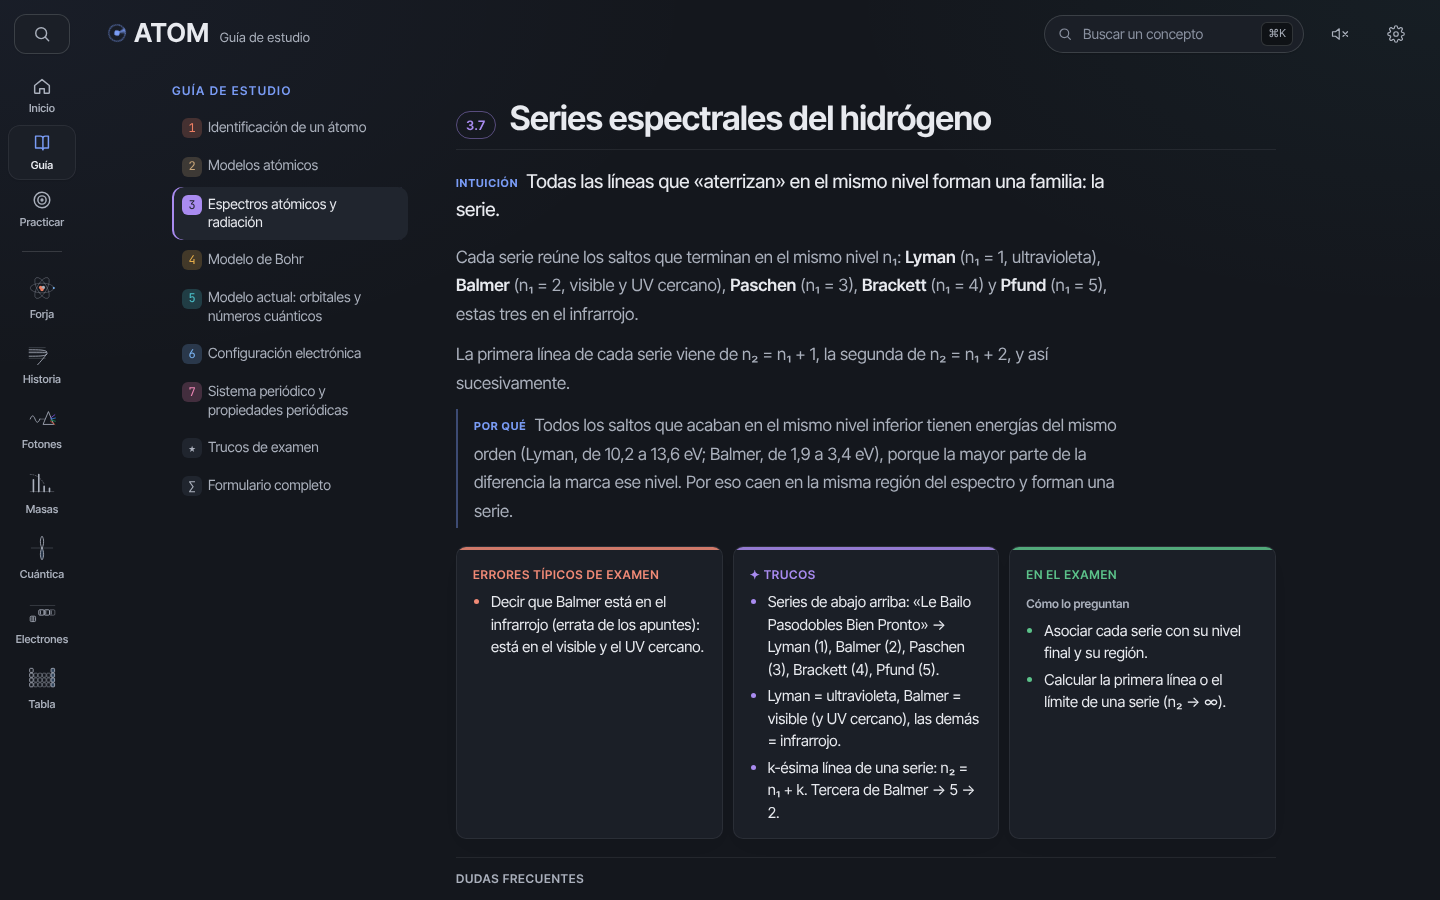 ATOM Guía de estudio
Buscar un concepto
⌘K
Inicio
Guía
Practicar
Forja
Historia
Fotones
Masas
Cuántica
Electrones
Tabla
GUÍA DE ESTUDIO
1 Identificación de un átomo
2 Modelos atómicos
3 Espectros atómicos y
radiación
4 Modelo de Bohr
5 Modelo actual: orbitales y
números cuánticos
6 Configuración electrónica
7 Sistema periódico y
propiedades periódicas
★ Trucos de examen
∑ Formulario completo
3.7 Series espectrales del hidrógeno
INTUICIÓN Todas las líneas que «aterrizan» en el mismo nivel forman una familia: la
serie.
Cada serie reúne los saltos que terminan en el mismo nivel n₁: Lyman (n₁ = 1, ultravioleta),
Balmer (n₁ = 2, visible y UV cercano), Paschen (n₁ = 3), Brackett (n₁ = 4) y Pfund (n₁ = 5),
estas tres en el infrarrojo.
La primera línea de cada serie viene de n₂ = n₁ + 1, la segunda de n₂ = n₁ + 2, y así
sucesivamente.
POR QUÉ Todos los saltos que acaban en el mismo nivel inferior tienen energías del mismo
orden (Lyman, de 10,2 a 13,6 eV; Balmer, de 1,9 a 3,4 eV), porque la mayor parte de la
diferencia la marca ese nivel. Por eso caen en la misma región del espectro y forman una
serie.
ERRORES TÍPICOS DE EXAMEN
• Decir que Balmer está en el
infrarrojo (errata de los apuntes):
está en el visible y el UV cercano.
✦ TRUCOS
• Series de abajo arriba: «Le Bailo
Pasodobles Bien Pronto» →
Lyman (1), Balmer (2), Paschen
(3), Brackett (4), Pfund (5).
• Lyman = ultravioleta, Balmer =
visible (y UV cercano), las demás
= infrarrojo.
• k-ésima línea de una serie: n₂ =
n₁ + k. Tercera de Balmer → 5 →
2.
EN EL EXAMEN
Cómo lo preguntan
• Asociar cada serie con su nivel
final y su región.
• Calcular la primera línea o el
límite de una serie (n₂ → ∞).
DUDAS FRECUENTES